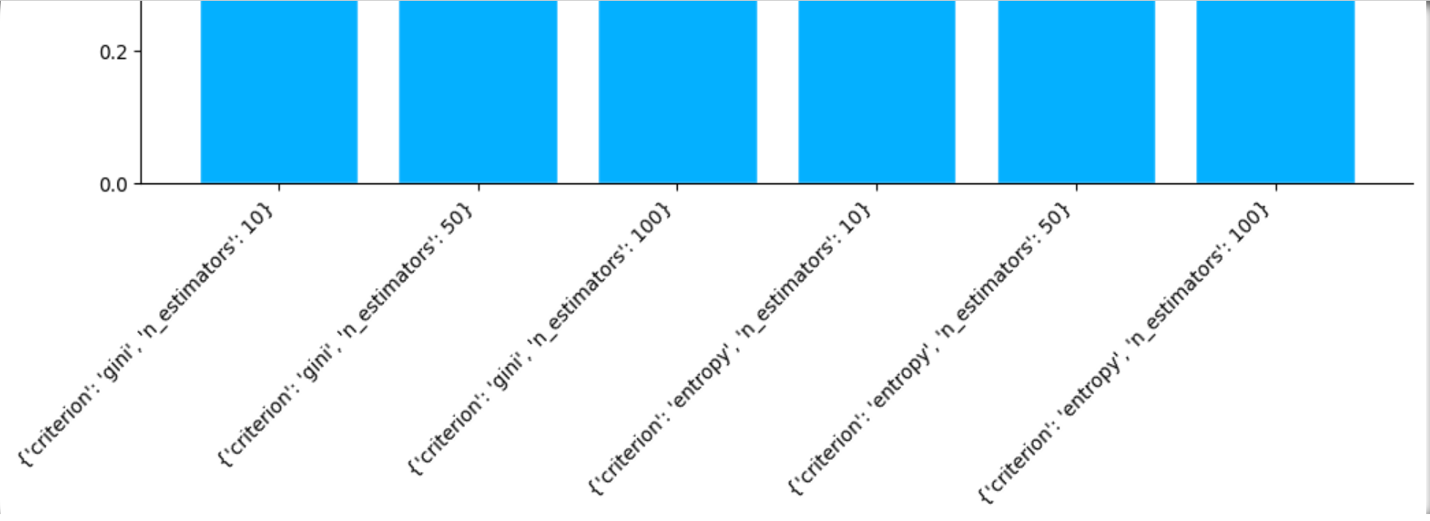 0.2
0.0
{'criterion': 'gini', 'n_estimators': 10}
{'criterion': 'gini', 'n_estimators': 50}
{'criterion': 'gini', 'n_estimators': 100}
{'criterion': 'entropy', 'n_estimators': 10}
{'criterion': 'entropy', 'n_estimators': 50}
{'criterion': 'entropy', 'n_estimators': 100}